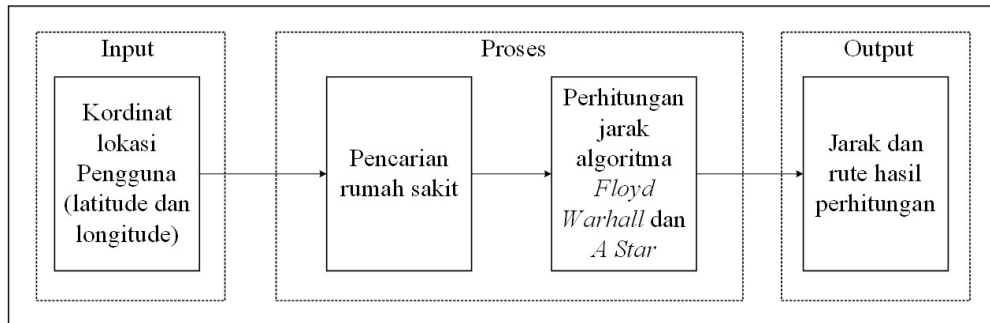 Input
Kordinat
lokasi
Pengguna
(latitude dan
longitude)
Proses
Pencarian
rumah sakit
Perhitungan
jarak
algoritma
Floyd
Warhall dan
A Star
Output
Jarak dan
rute hasil
perhitungan